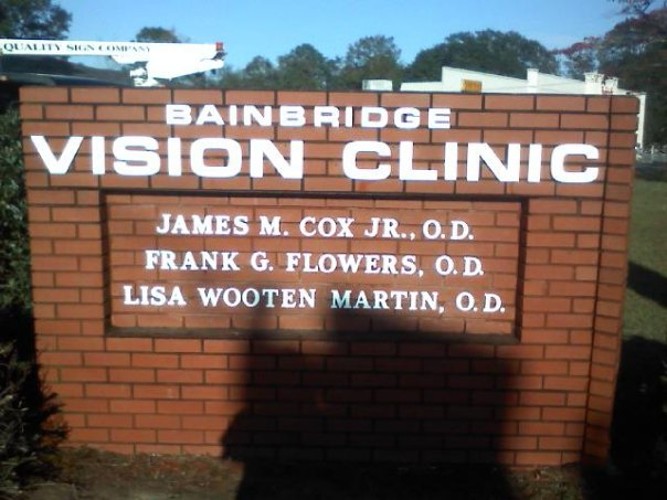 QUALITY SIGN COMPANY
BAINBRIDGE
VISION CLINIC
JAMES M. COX JR., O.D.
FRANK G. FLOWERS, O.D.
LISA WOOTEN MARTIN, O.D.